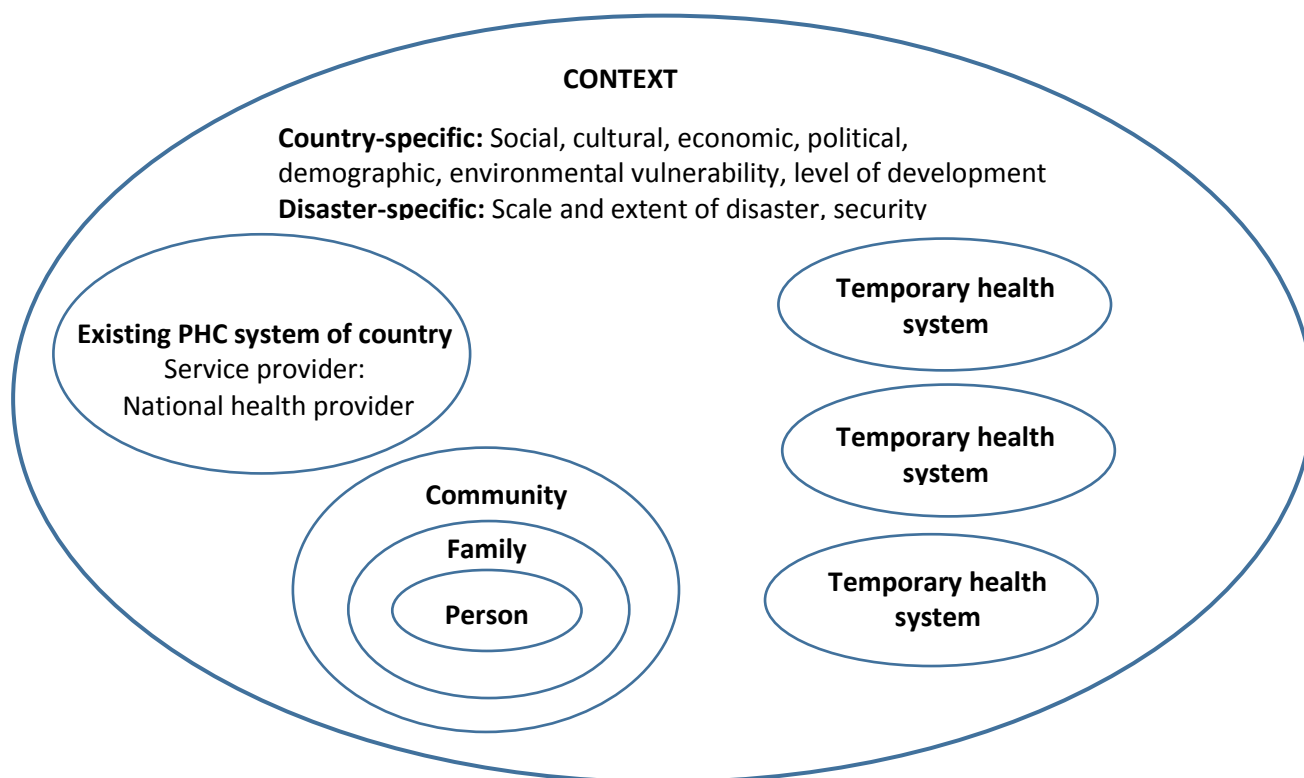 CONTEXT
Country-specific: Social, cultural, economic, political,
demographic, environmental vulnerability, level of development
Disaster-specific: Scale and extent of disaster, security
Existing PHC system of country
Service provider:
National health provider
Community
Family
Person
Temporary health
system
Temporary health
system
Temporary health
system